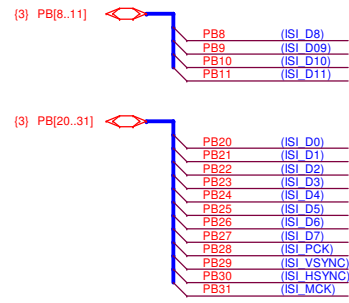 {3} PB[8..11]
PB8 (ISI_D8)
PB9 (ISI_D09)
PB10 (ISI_D10)
PB11 (ISI_D11)
{3} PB[20..31]
PB20 (ISI_D0)
PB21 (ISI_D1)
PB22 (ISI_D2)
PB23 (ISI_D3)
PB24 (ISI_D4)
PB25 (ISI_D5)
PB26 (ISI_D6)
PB27 (ISI_D7)
PB28 (ISI_PCK)
PB29 (ISI_VSYNC)
PB30 (ISI_HSYNC)
PB31 (ISI_MCK)